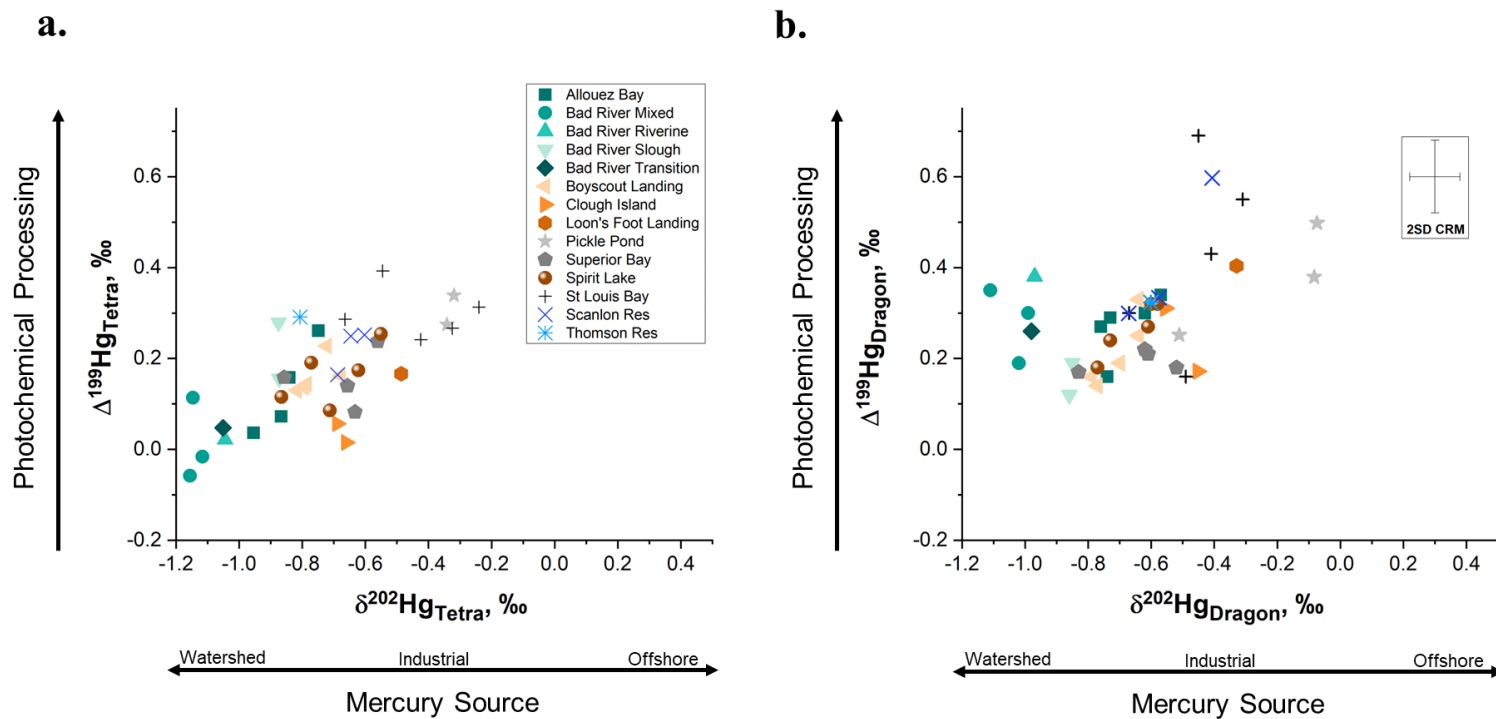 a.
Photochemical Processing
Δ¹⁹⁹Hg_Tetra, ‰
0.6
0.4
0.2
0.0
-0.2
-1.2 -1.0 -0.8 -0.6 -0.4 -0.2 0.0 0.2 0.4
δ²⁰²Hg_Tetra, ‰
Watershed Industrial Offshore
Mercury Source
Allouez Bay
Bad River Mixed
Bad River Riverine
Bad River Slough
Bad River Transition
Boyscout Landing
Clough Island
Loon's Foot Landing
Pickle Pond
Superior Bay
Spirit Lake
St Louis Bay
Scanlon Res
Thomson Res
b.
Photochemical Processing
Δ¹⁹⁹Hg_Dragon, ‰
0.6
0.4
0.2
0.0
-0.2
-1.2 -1.0 -0.8 -0.6 -0.4 -0.2 0.0 0.2 0.4
2SD CRM
δ²⁰²Hg_Dragon, ‰
Watershed Industrial Offshore
Mercury Source